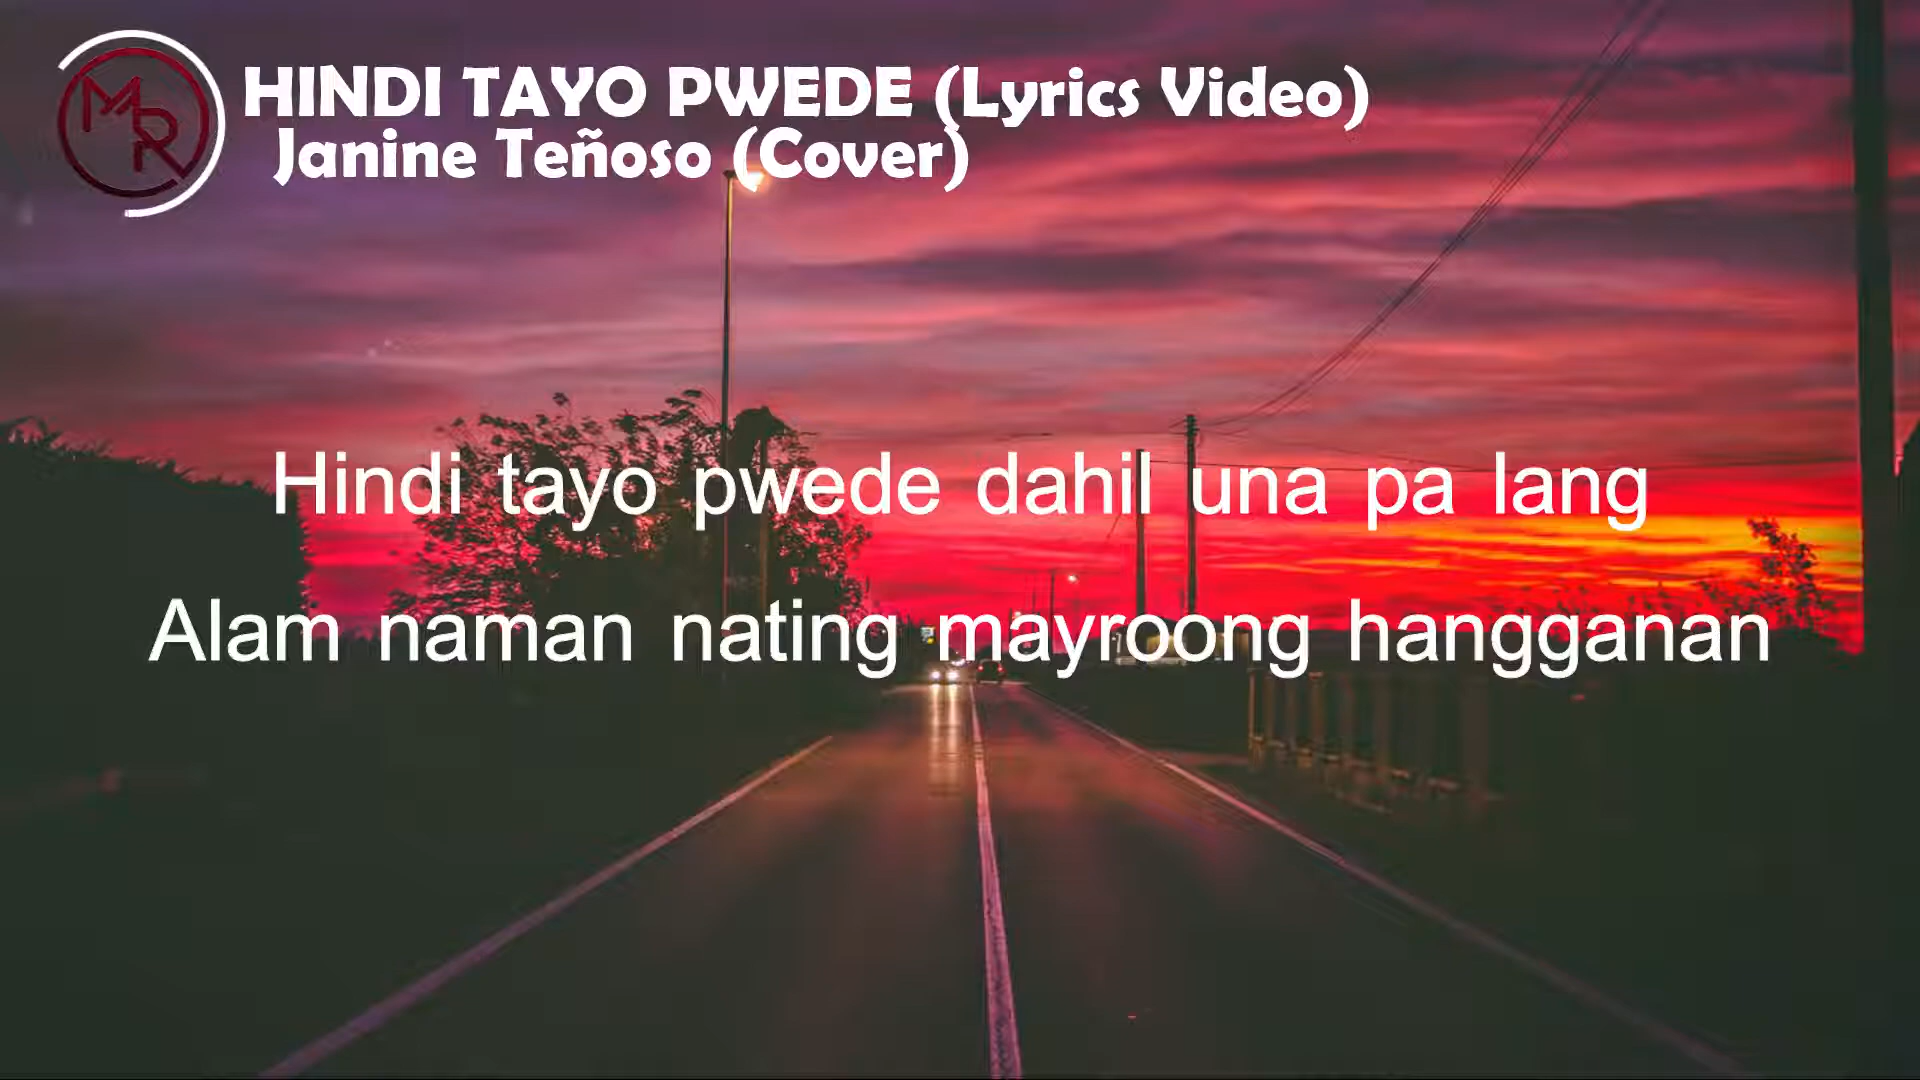 MR
HINDI TAYO PWEDE (Lyrics Video)
Janine Teñoso (Cover)
Hindi tayo pwede dahil una pa lang
Alam naman nating mayroong hangganan